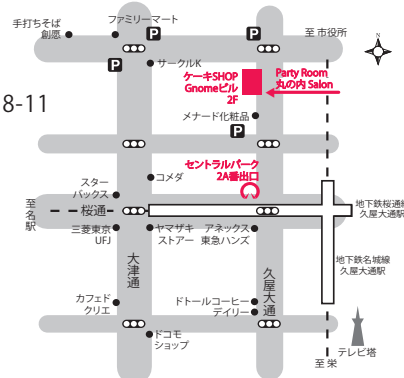 手打ちそば
創愿
ファミリーマート
至 市役所
P
P
P
サークルK
ケーキSHOP
Gnomeビル
2F
Party Room
丸の内 Salon
N
8-11
メナード化粧品
P
セントラルパーク
2A番出口
コメダ
スター
バックス
至名駅
桜通
地下鉄桜通線
久屋大通駅
三菱東京
UFJ
ヤマザキ
ストアー
アネックス
東急ハンズ
大津通
久屋大通
地下鉄名城線
久屋大通駅
カフェド
クリエ
ドトールコーヒー
デイリー
ドコモ
ショップ
テレビ塔
至 栄